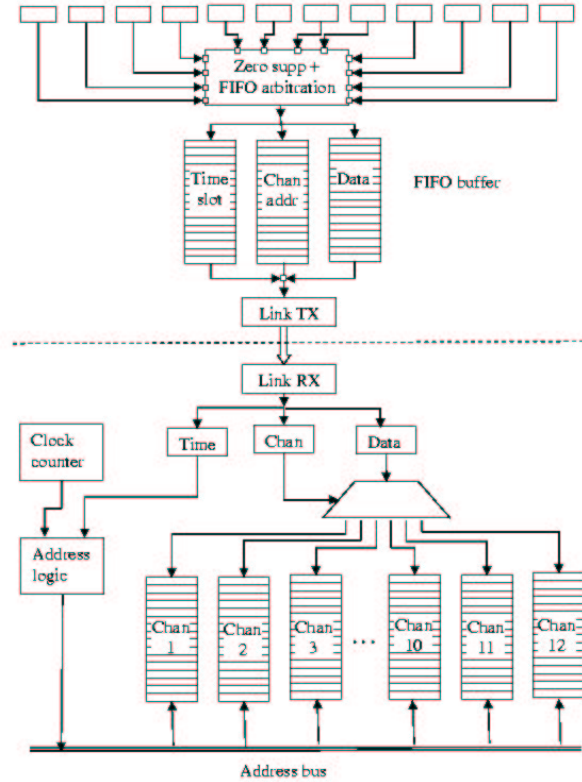 Zero supp +
FIFO arbitration
Time
slot
Chan
addr
Data
FIFO buffer
Link TX
Link RX
Clock
counter
Time
Chan
Data
Address
logic
Chan
1
Chan
2
Chan
3
...
Chan
10
Chan
11
Chan
12
Address bus